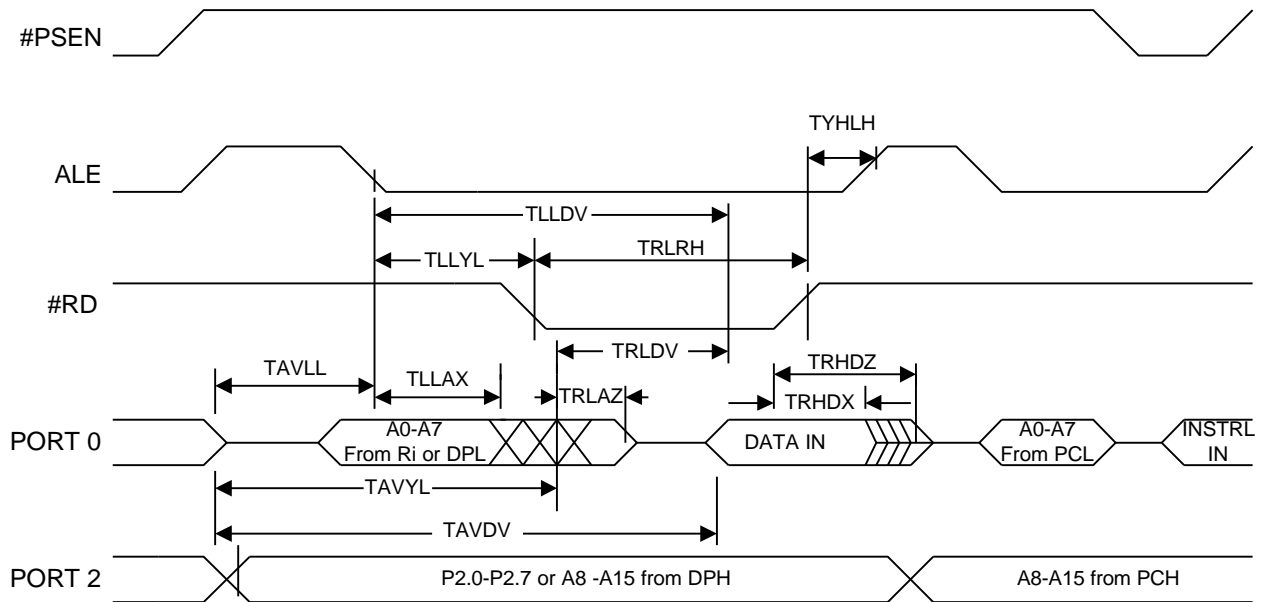 #PSEN
TYHLH
ALE
TLLDV
TLLYL
TRLRH
#RD
TRLDV
TAVLL
TLLAX
TRLAZ
TRHDZ
TRHDX
PORT 0
A0-A7
From Ri or DPL
DATA IN
A0-A7
From PCL
INSTRL
IN
TAVYL
TAVDV
PORT 2
P2.0-P2.7 or A8 -A15 from DPH
A8-A15 from PCH